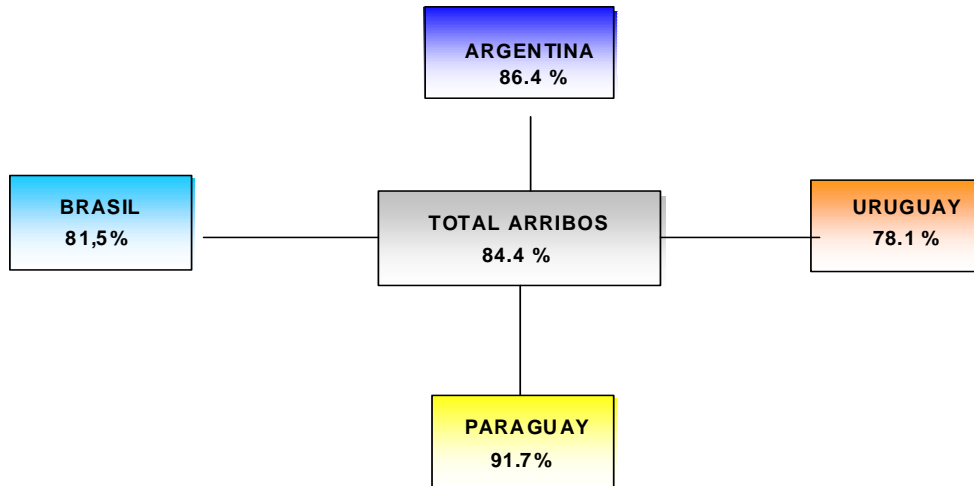 ARGENTINA
86.4 %
BRASIL
81,5%
TOTAL ARRIBOS
84.4 %
URUGUAY
78.1 %
PARAGUAY
91.7%